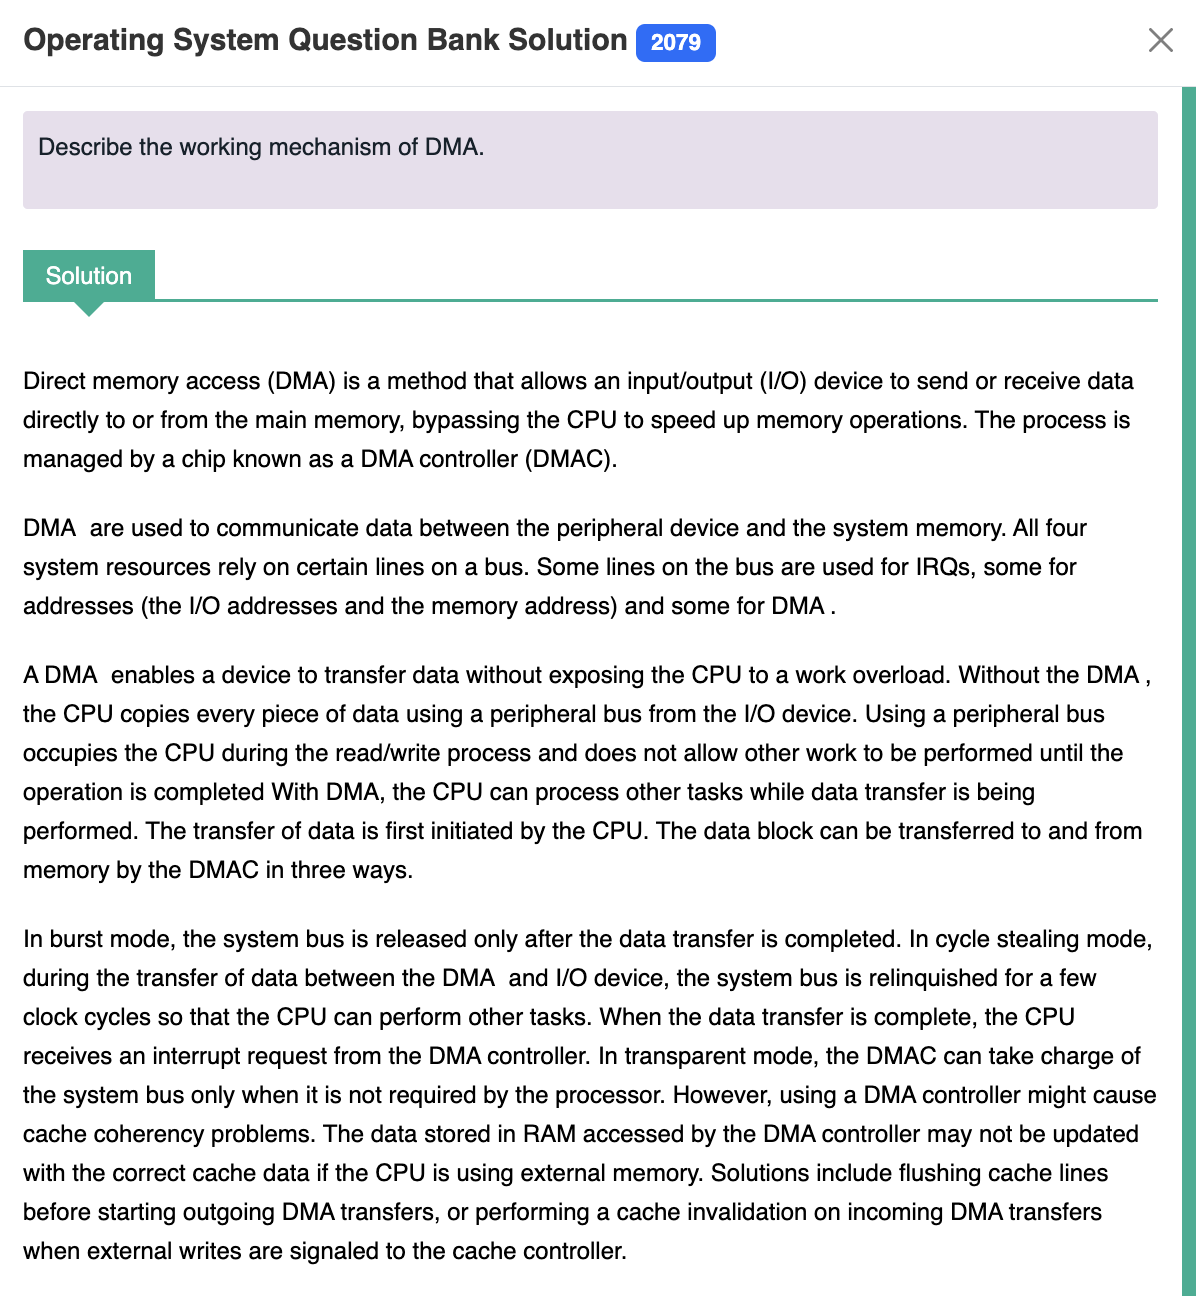 Operating System Question Bank Solution 2079
Describe the working mechanism of DMA.
Solution
Direct memory access (DMA) is a method that allows an input/output (I/O) device to send or receive data
directly to or from the main memory, bypassing the CPU to speed up memory operations. The process is
managed by a chip known as a DMA controller (DMAC).
DMA  are used to communicate data between the peripheral device and the system memory. All four
system resources rely on certain lines on a bus. Some lines on the bus are used for IRQs, some for
addresses (the I/O addresses and the memory address) and some for DMA .
A DMA  enables a device to transfer data without exposing the CPU to a work overload. Without the DMA ,
the CPU copies every piece of data using a peripheral bus from the I/O device. Using a peripheral bus
occupies the CPU during the read/write process and does not allow other work to be performed until the
operation is completed With DMA, the CPU can process other tasks while data transfer is being
performed. The transfer of data is first initiated by the CPU. The data block can be transferred to and from
memory by the DMAC in three ways.
In burst mode, the system bus is released only after the data transfer is completed. In cycle stealing mode,
during the transfer of data between the DMA  and I/O device, the system bus is relinquished for a few
clock cycles so that the CPU can perform other tasks. When the data transfer is complete, the CPU
receives an interrupt request from the DMA controller. In transparent mode, the DMAC can take charge of
the system bus only when it is not required by the processor. However, using a DMA controller might cause
cache coherency problems. The data stored in RAM accessed by the DMA controller may not be updated
with the correct cache data if the CPU is using external memory. Solutions include flushing cache lines
before starting outgoing DMA transfers, or performing a cache invalidation on incoming DMA transfers
when external writes are signaled to the cache controller.